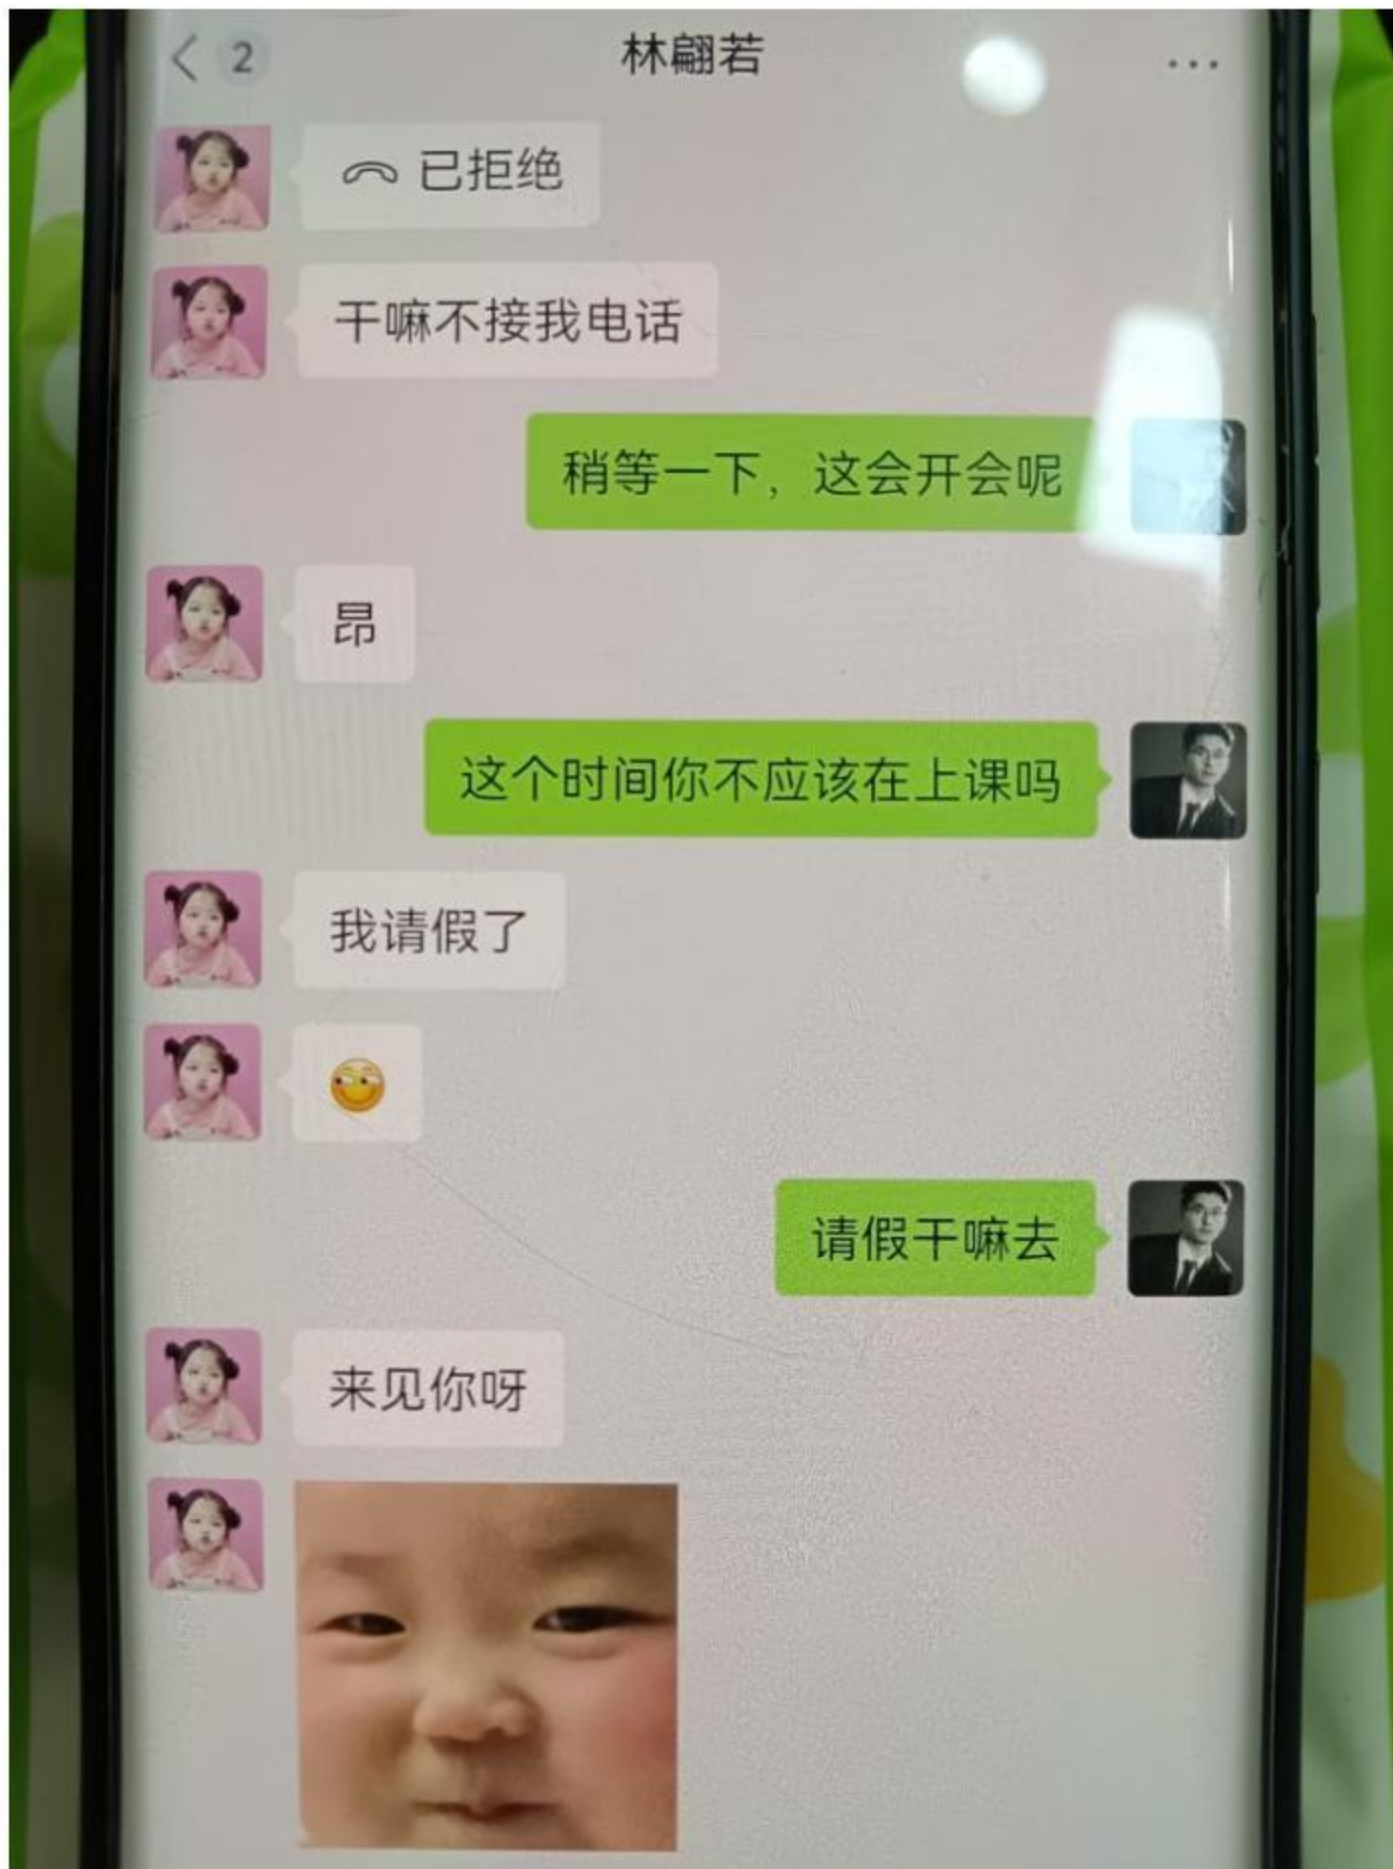 2
林翩若
已拒绝
干嘛不接我电话
稍等一下，这会开会呢
昂
这个时间你不应该在上课吗
我请假了
请假干嘛去
来见你呀